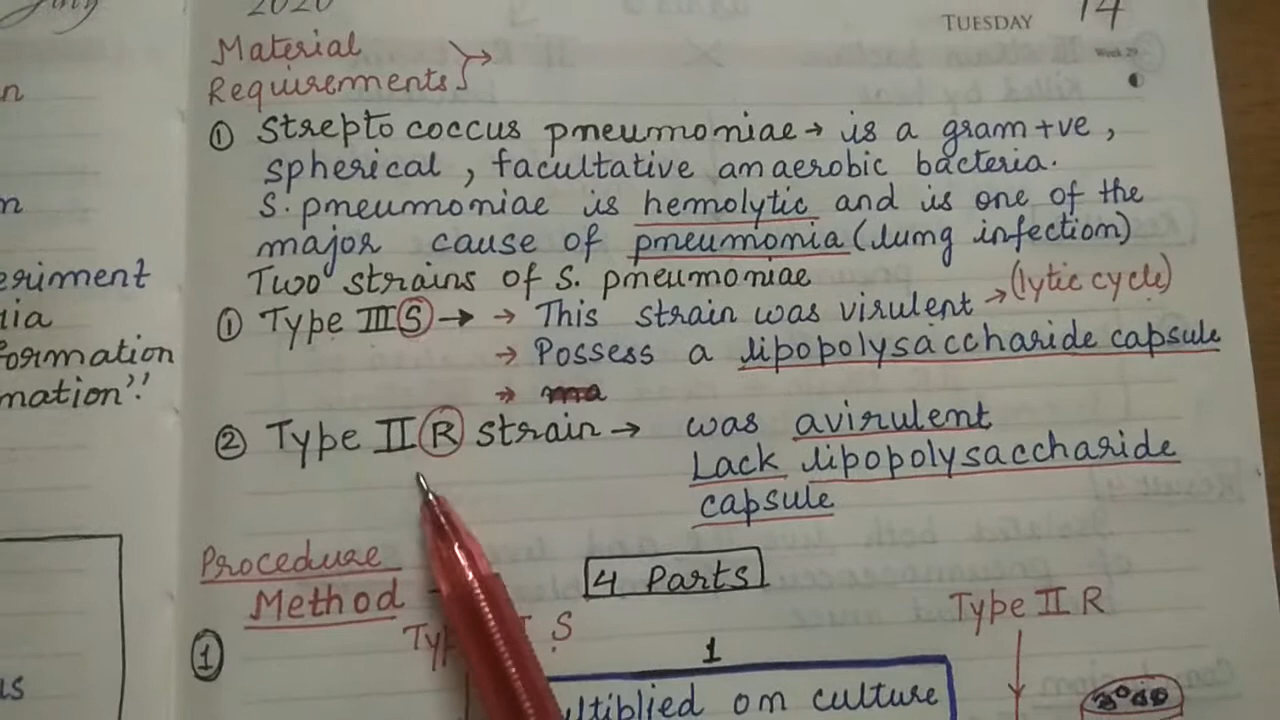 2020
TUESDAY 14
Week 29
Material
Requirements
① Streptococcus pneumoniae → is a gram +ve,
spherical, facultative anaerobic bacteria.
S. pneumoniae is hemolytic and is one of the
major cause of pneumonia (lung infection)
Two strains of S. pneumoniae
① Type III S → → This strain was virulent → (lytic cycle)
→ Possess a lipopolysaccharide capsule
→
② Type II R strain → was avirulent
Lack lipopolysaccharide
capsule
Procedure
Method
4 Parts
① S
Type II R
1
on culture
n
n
eriment
ormation
mation"